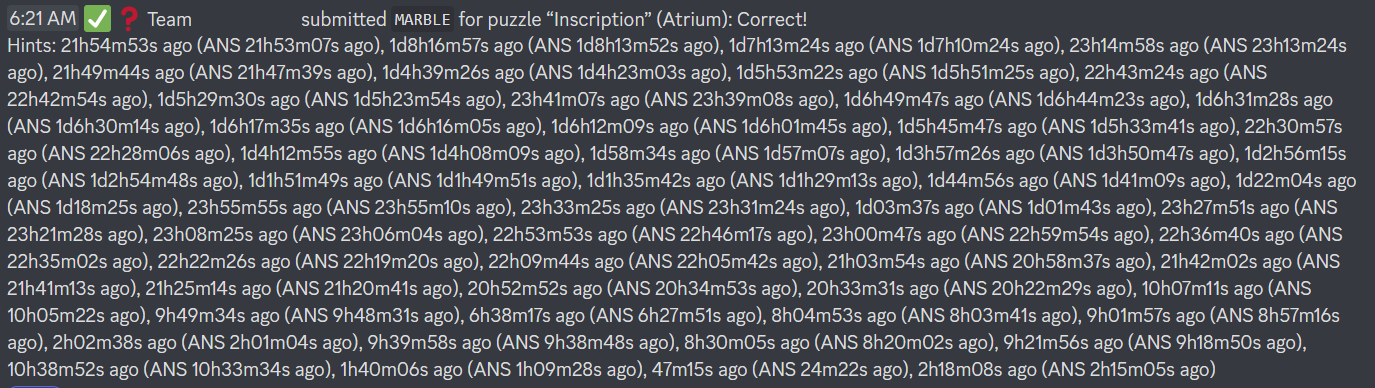 6:21 AM ✅ ❓ Team submitted MARBLE for puzzle “Inscription” (Atrium): Correct!
Hints: 21h54m53s ago (ANS 21h53m07s ago), 1d8h16m57s ago (ANS 1d8h13m52s ago), 1d7h13m24s ago (ANS 1d7h10m24s ago), 23h14m58s ago (ANS 23h13m24s
ago), 21h49m44s ago (ANS 21h47m39s ago), 1d4h39m26s ago (ANS 1d4h23m03s ago), 1d5h53m22s ago (ANS 1d5h51m25s ago), 22h43m24s ago (ANS
22h42m54s ago), 1d5h29m30s ago (ANS 1d5h23m54s ago), 23h41m07s ago (ANS 23h39m08s ago), 1d6h49m47s ago (ANS 1d6h44m23s ago), 1d6h31m28s ago
(ANS 1d6h30m14s ago), 1d6h17m35s ago (ANS 1d6h16m05s ago), 1d6h12m09s ago (ANS 1d6h01m45s ago), 1d5h45m47s ago (ANS 1d5h33m41s ago), 22h30m57s
ago (ANS 22h28m06s ago), 1d4h12m55s ago (ANS 1d4h08m09s ago), 1d58m34s ago (ANS 1d57m07s ago), 1d3h57m26s ago (ANS 1d3h50m47s ago), 1d2h56m15s
ago (ANS 1d2h54m48s ago), 1d1h51m49s ago (ANS 1d1h49m51s ago), 1d1h35m42s ago (ANS 1d1h29m13s ago), 1d44m56s ago (ANS 1d41m09s ago), 1d22m04s ago
(ANS 1d18m25s ago), 23h55m55s ago (ANS 23h55m10s ago), 23h33m25s ago (ANS 23h31m24s ago), 1d03m37s ago (ANS 1d01m43s ago), 23h27m51s ago (ANS
23h21m28s ago), 23h08m25s ago (ANS 23h06m04s ago), 22h53m53s ago (ANS 22h46m17s ago), 23h00m47s ago (ANS 22h59m54s ago), 22h36m40s ago (ANS
22h35m02s ago), 22h22m26s ago (ANS 22h19m20s ago), 22h09m44s ago (ANS 22h05m42s ago), 21h03m54s ago (ANS 20h58m37s ago), 21h42m02s ago (ANS
21h41m13s ago), 21h25m14s ago (ANS 21h20m41s ago), 20h52m52s ago (ANS 20h34m53s ago), 20h33m31s ago (ANS 20h22m29s ago), 10h07m11s ago (ANS
10h05m22s ago), 9h49m34s ago (ANS 9h48m31s ago), 6h38m17s ago (ANS 6h27m51s ago), 8h04m53s ago (ANS 8h03m41s ago), 9h01m57s ago (ANS 8h57m16s
ago), 2h02m38s ago (ANS 2h01m04s ago), 9h39m58s ago (ANS 9h38m48s ago), 8h30m05s ago (ANS 8h20m02s ago), 9h21m56s ago (ANS 9h18m50s ago),
10h38m52s ago (ANS 10h33m34s ago), 1h40m06s ago (ANS 1h09m28s ago), 47m15s ago (ANS 24m22s ago), 2h18m08s ago (ANS 2h15m05s ago)